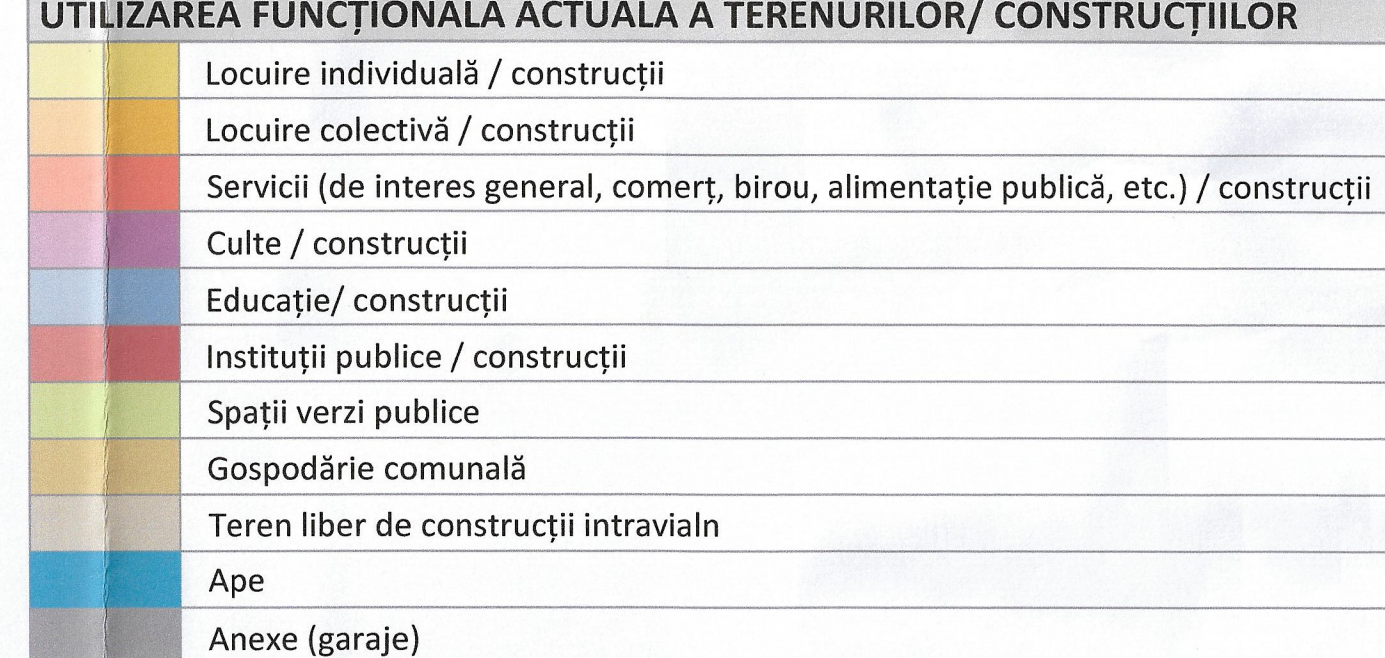 UTILIZAREA FUNCȚIONALĂ ACTUALĂ A TERENURILOR/ CONSTRUCȚIILOR
Locuire individuală / construcții
Locuire colectivă / construcții
Servicii (de interes general, comerț, birou, alimentație publică, etc.) / construcții
Culte / construcții
Educație/ construcții
Instituții publice / construcții
Spații verzi publice
Gospodărie comunală
Teren liber de construcții intravialn
Ape
Anexe (garaje)